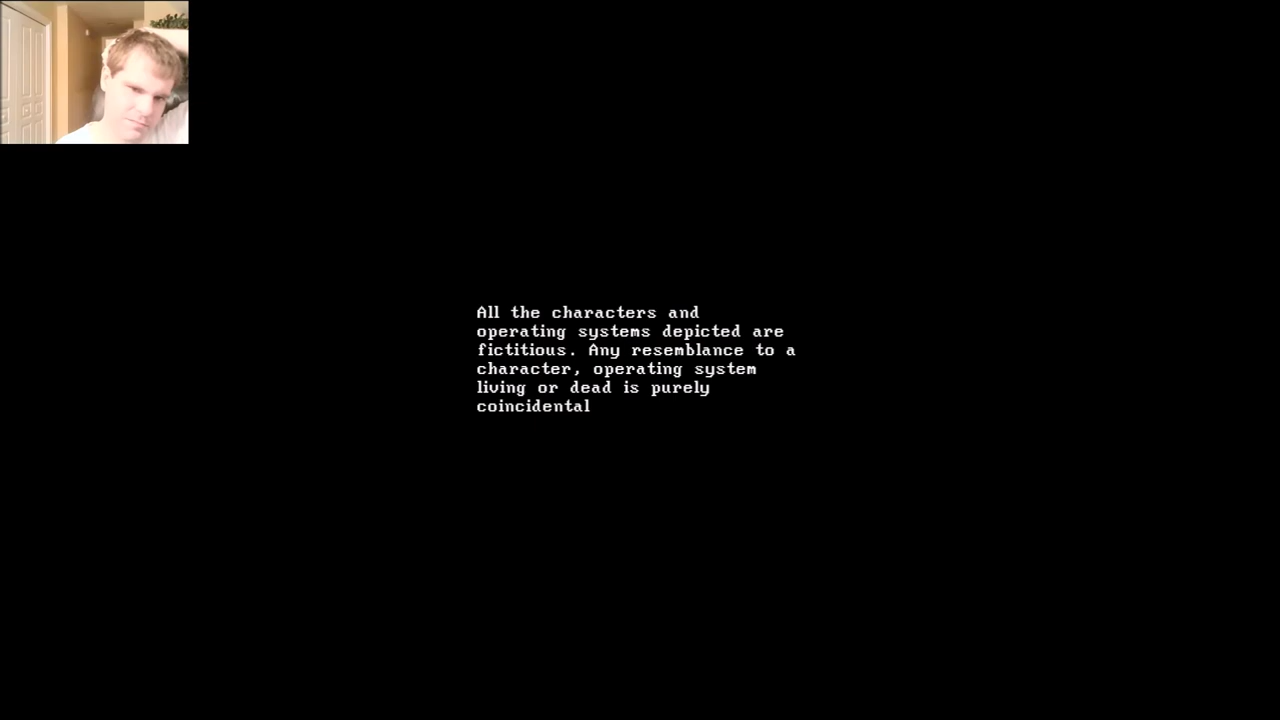 All the characters and
operating systems depicted are
fictitious. Any resemblance to a
character, operating system
living or dead is purely
coincidental